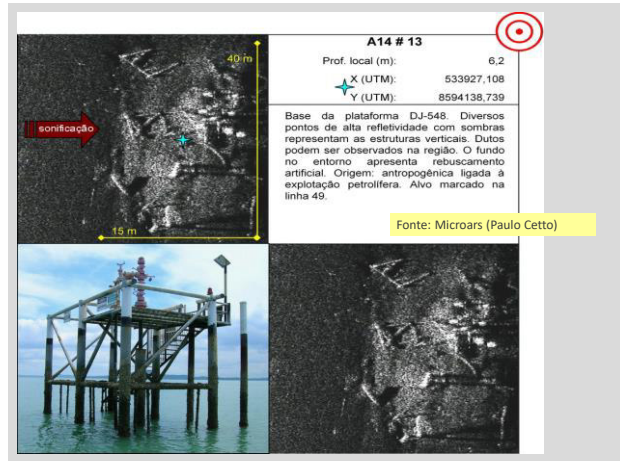 A14 # 13
40 m
Prof. local (m): 6,2
X (UTM): 533927,108
Y (UTM): 8594138,739
sonificação
Base da plataforma DJ-548. Diversos
pontos de alta refletividade com sombras
representam as estruturas verticais. Dutos
podem ser observados na região. O fundo
no entorno apresenta rebuscamento
artificial. Origem: antropogênica ligada à
explotação petrolífera. Alvo marcado na
linha 49.
15 m
Fonte: Microars (Paulo Cetto)